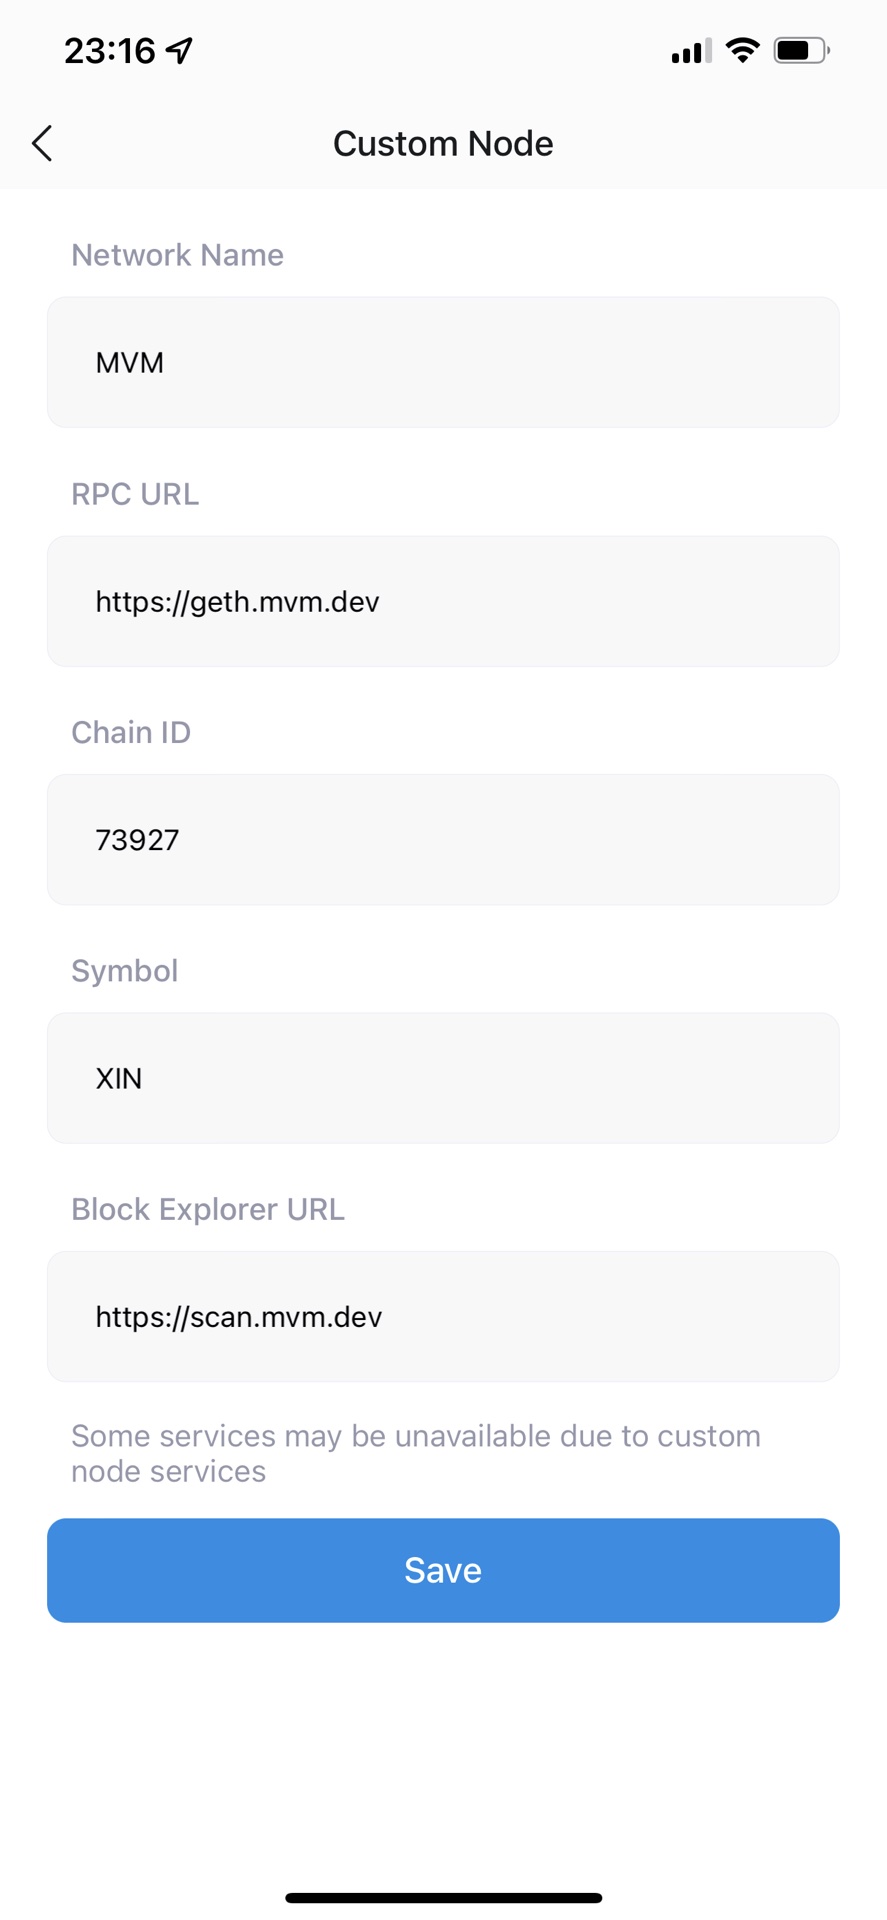 23:16
Custom Node
Network Name
MVM
RPC URL
https://geth.mvm.dev
Chain ID
73927
Symbol
XIN
Block Explorer URL
https://scan.mvm.dev
Some services may be unavailable due to custom
node services
Save